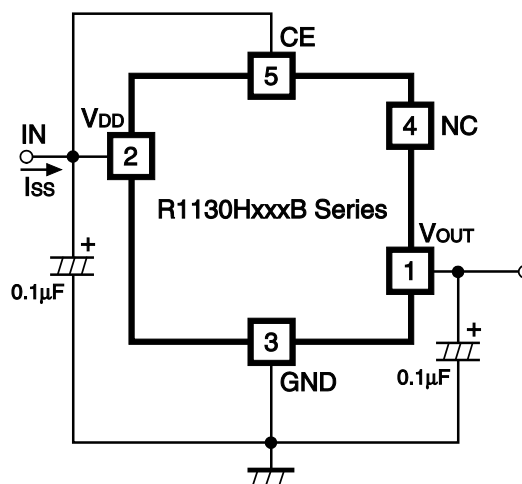 CE
5
VDD
IN
2
4
NC
ISS
R1130HxxxB Series
VOUT
1
+
0.1μF
3
+
GND
0.1μF